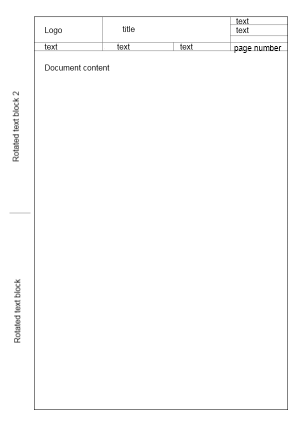 text
Logo
title
text
text
text
text
page number
Document content
Rotated text block 2
Rotated text block